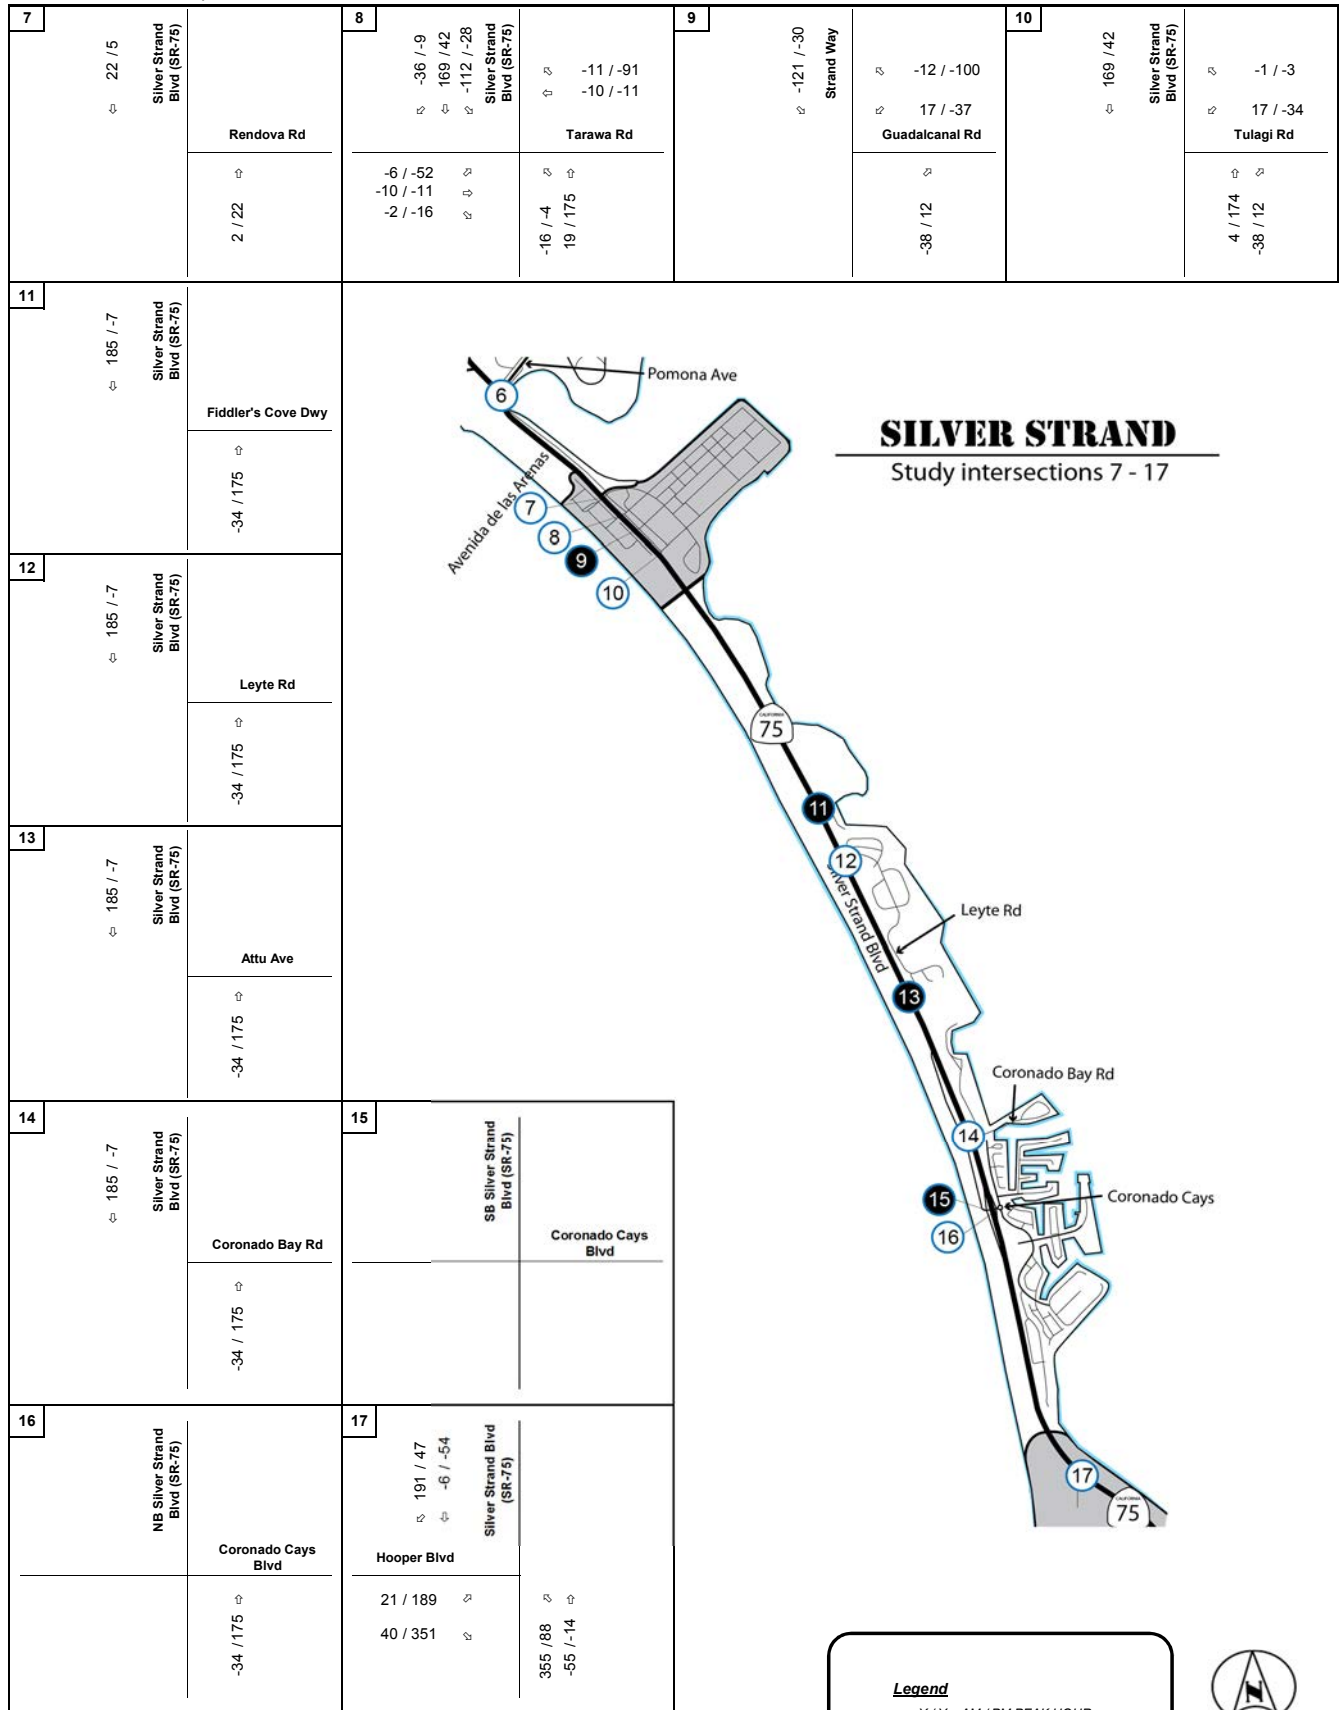 7
22 / 5
Silver Strand
Blvd (SR-75)
Rendova Rd
2 / 22
8
-36 / -9
169 / 42
-112 / -28
Silver Strand
Blvd (SR-75)
-11 / -91
-10 / -11
Tarawa Rd
-6 / -52
-10 / -11
-2 / -16
-16 / -4
19 / 175
9
-121 / -30
Strand Way
-12 / -100
17 / -37
Guadalcanal Rd
-38 / 12
10
169 / 42
Silver Strand
Blvd (SR-75)
-1 / -3
17 / -34
Tulagi Rd
4 / 174
-38 / 12
11
185 / -7
Silver Strand
Blvd (SR-75)
Fiddler's Cove Dwy
-34 / 175
12
185 / -7
Silver Strand
Blvd (SR-75)
Leyte Rd
-34 / 175
13
185 / -7
Silver Strand
Blvd (SR-75)
Attu Ave
-34 / 175
14
185 / -7
Silver Strand
Blvd (SR-75)
Coronado Bay Rd
-34 / 175
15
SB Silver Strand
Blvd (SR-75)
Coronado Cays
Blvd
16
NB Silver Strand
Blvd (SR-75)
Coronado Cays
Blvd
-34 / 175
17
191 / 47
-6 / -54
Silver Strand Blvd
(SR-75)
Hooper Blvd
21 / 189
40 / 351
355 / 88
-55 / -14
SILVER STRAND
Study intersections 7 - 17
Pomona Ave
6
Avenida de las Arenas
7
8
9
10
CALIFORNIA
75
11
12
Silver Strand Blvd
Leyte Rd
13
Coronado Bay Rd
14
15
Coronado Cays
16
17
CALIFORNIA
75
Legend
X / Y = AM / PM PEAK HOUR
N